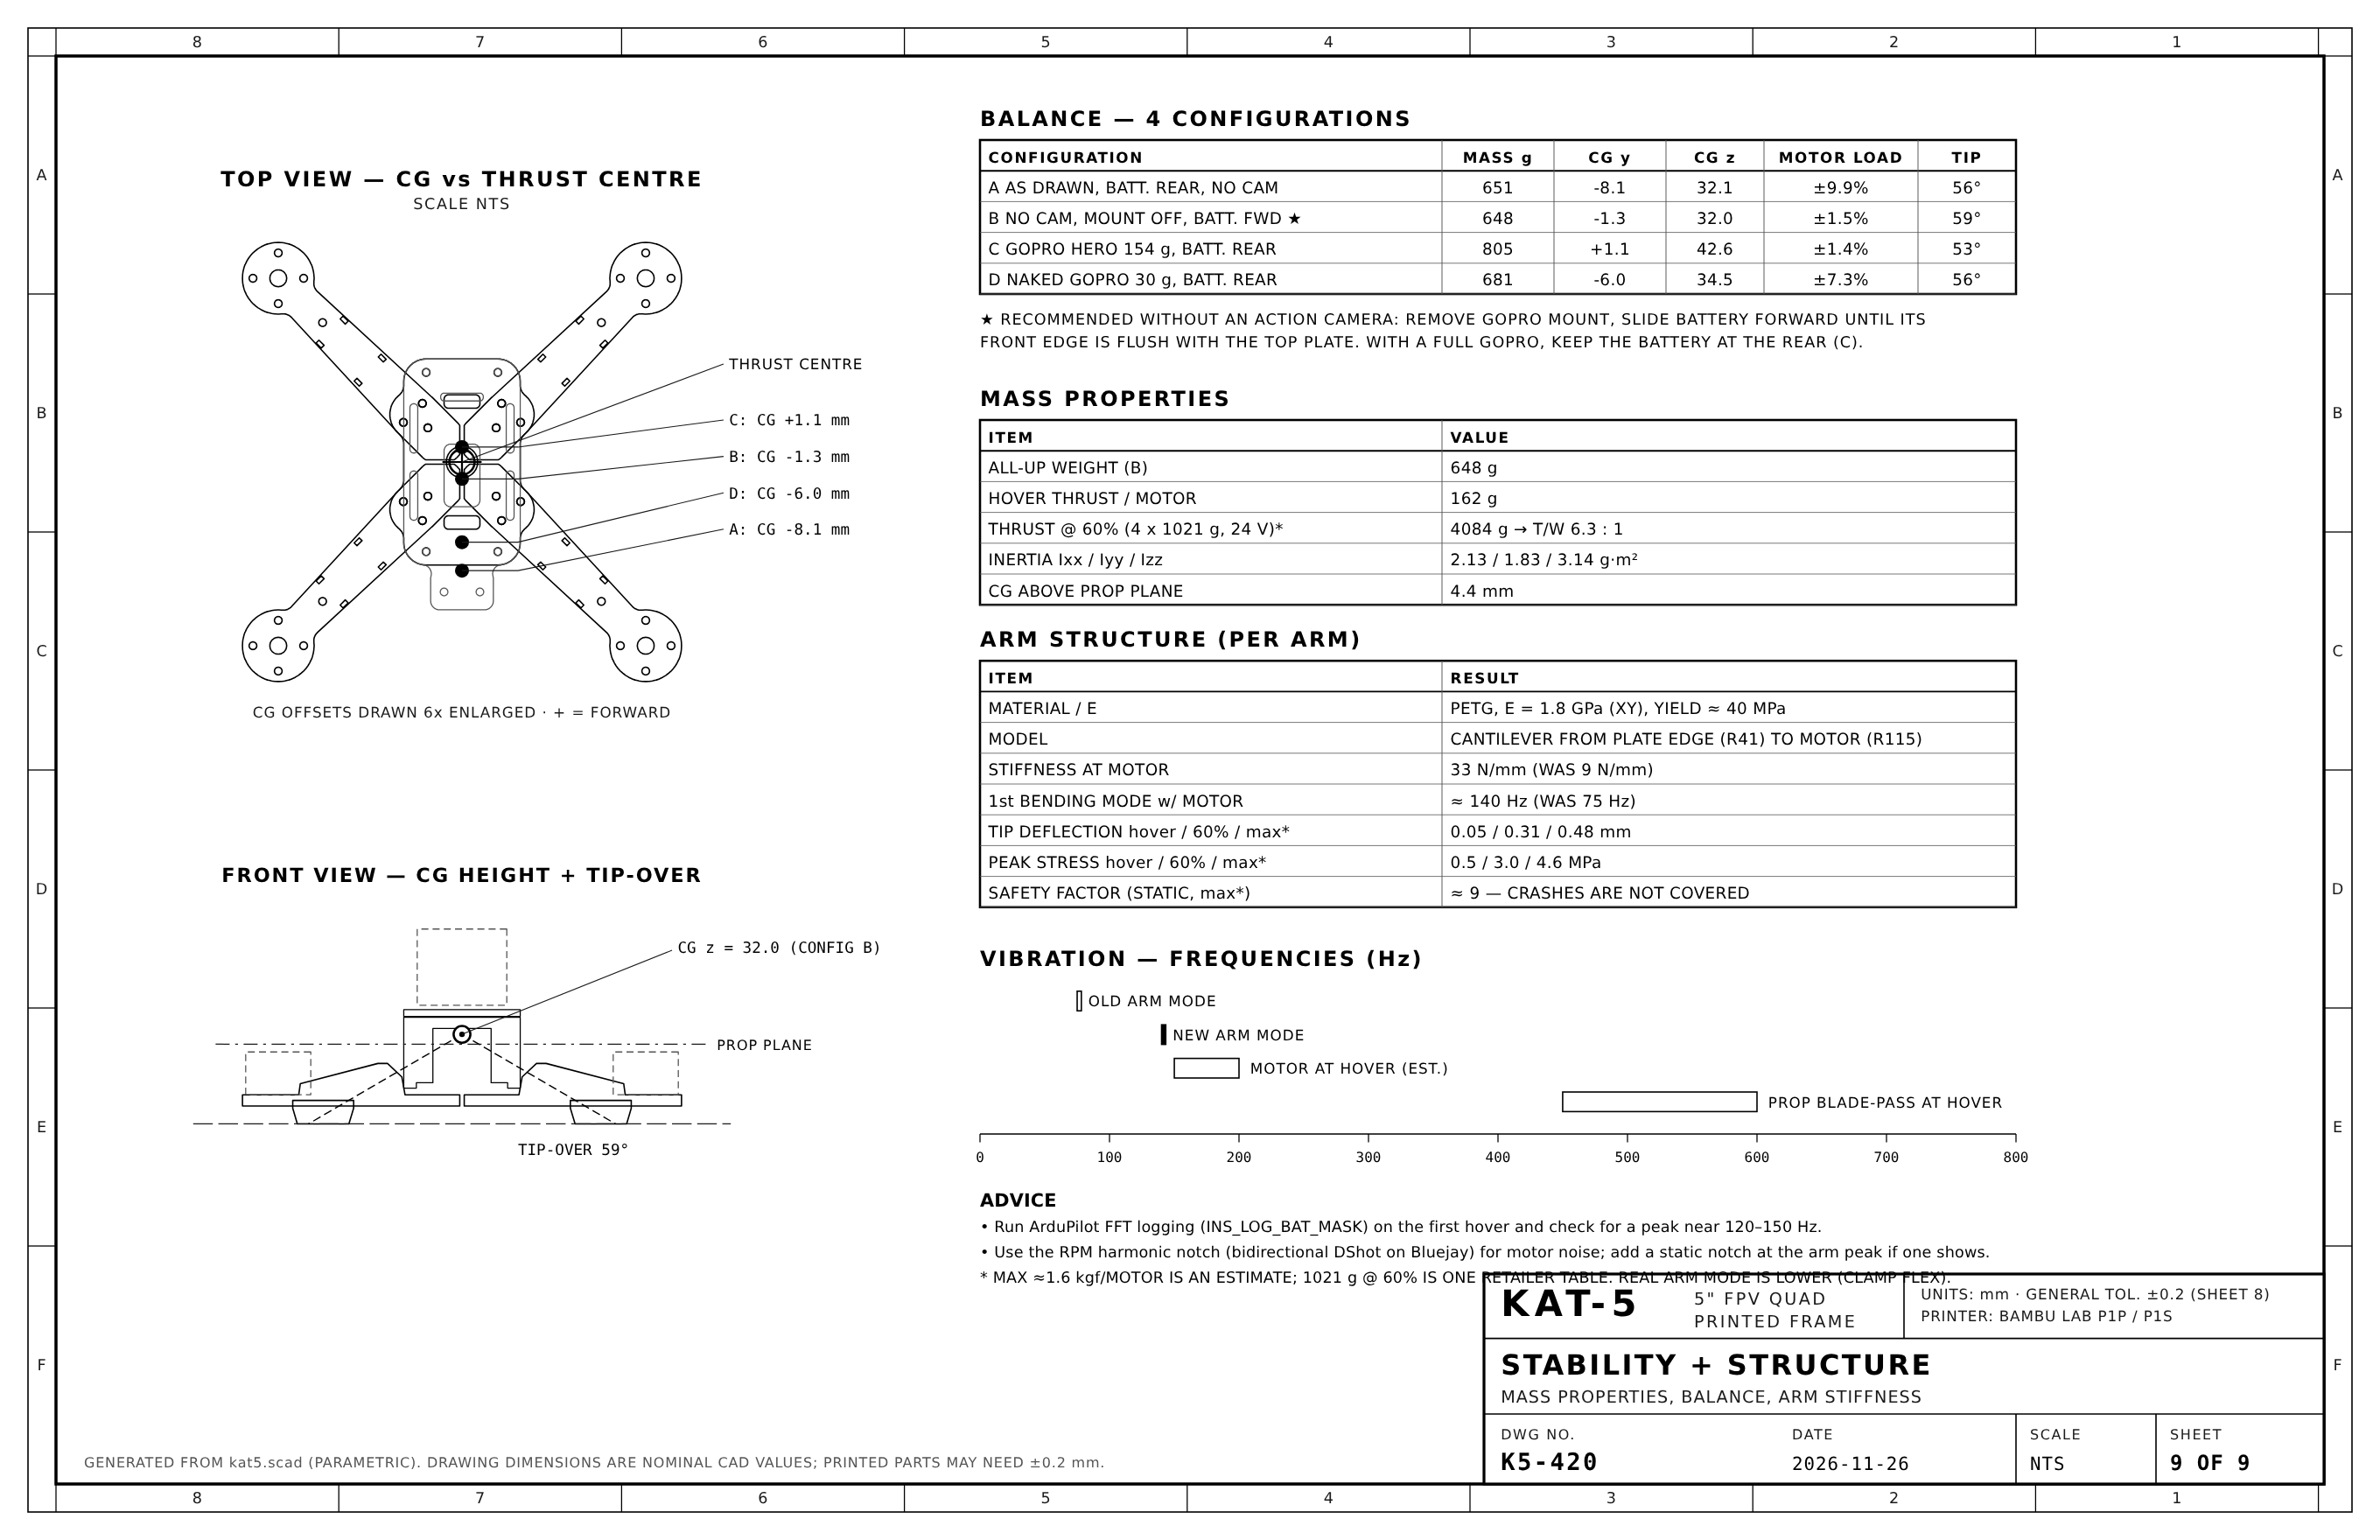 8 7 6 5 4 3 2 1
A A
B B
C C
D D
E E
F F
TOP VIEW — CG vs THRUST CENTRE
SCALE NTS
THRUST CENTRE
C: CG +1.1 mm
B: CG -1.3 mm
D: CG -6.0 mm
A: CG -8.1 mm
CG OFFSETS DRAWN 6x ENLARGED · + = FORWARD
FRONT VIEW — CG HEIGHT + TIP-OVER
CG z = 32.0 (CONFIG B)
PROP PLANE
TIP-OVER 59°
BALANCE — 4 CONFIGURATIONS
CONFIGURATION MASS g CG y CG z MOTOR LOAD TIP
A AS DRAWN, BATT. REAR, NO CAM 651 -8.1 32.1 ±9.9% 56°
B NO CAM, MOUNT OFF, BATT. FWD ★ 648 -1.3 32.0 ±1.5% 59°
C GOPRO HERO 154 g, BATT. REAR 805 +1.1 42.6 ±1.4% 53°
D NAKED GOPRO 30 g, BATT. REAR 681 -6.0 34.5 ±7.3% 56°
★ RECOMMENDED WITHOUT AN ACTION CAMERA: REMOVE GOPRO MOUNT, SLIDE BATTERY FORWARD UNTIL ITS
FRONT EDGE IS FLUSH WITH THE TOP PLATE. WITH A FULL GOPRO, KEEP THE BATTERY AT THE REAR (C).
MASS PROPERTIES
ITEM VALUE
ALL-UP WEIGHT (B) 648 g
HOVER THRUST / MOTOR 162 g
THRUST @ 60% (4 x 1021 g, 24 V)* 4084 g → T/W 6.3 : 1
INERTIA Ixx / Iyy / Izz 2.13 / 1.83 / 3.14 g·m²
CG ABOVE PROP PLANE 4.4 mm
ARM STRUCTURE (PER ARM)
ITEM RESULT
MATERIAL / E PETG, E = 1.8 GPa (XY), YIELD ≈ 40 MPa
MODEL CANTILEVER FROM PLATE EDGE (R41) TO MOTOR (R115)
STIFFNESS AT MOTOR 33 N/mm (WAS 9 N/mm)
1st BENDING MODE w/ MOTOR ≈ 140 Hz (WAS 75 Hz)
TIP DEFLECTION hover / 60% / max* 0.05 / 0.31 / 0.48 mm
PEAK STRESS hover / 60% / max* 0.5 / 3.0 / 4.6 MPa
SAFETY FACTOR (STATIC, max*) ≈ 9 — CRASHES ARE NOT COVERED
VIBRATION — FREQUENCIES (Hz)
OLD ARM MODE
NEW ARM MODE
MOTOR AT HOVER (EST.)
PROP BLADE-PASS AT HOVER
0 100 200 300 400 500 600 700 800
ADVICE
• Run ArduPilot FFT logging (INS_LOG_BAT_MASK) on the first hover and check for a peak near 120–150 Hz.
• Use the RPM harmonic notch (bidirectional DShot on Bluejay) for motor noise; add a static notch at the arm peak if one shows.
* MAX ≈1.6 kgf/MOTOR IS AN ESTIMATE; 1021 g @ 60% IS ONE RETAILER TABLE. REAL ARM MODE IS LOWER (CLAMP FLEX).
KAT-5
5" FPV QUAD
PRINTED FRAME
UNITS: mm · GENERAL TOL. ±0.2 (SHEET 8)
PRINTER: BAMBU LAB P1P / P1S
STABILITY + STRUCTURE
MASS PROPERTIES, BALANCE, ARM STIFFNESS
DWG NO. DATE SCALE SHEET
K5-420 2026-11-26 NTS 9 OF 9
GENERATED FROM kat5.scad (PARAMETRIC). DRAWING DIMENSIONS ARE NOMINAL CAD VALUES; PRINTED PARTS MAY NEED ±0.2 mm.
8 7 6 5 4 3 2 1